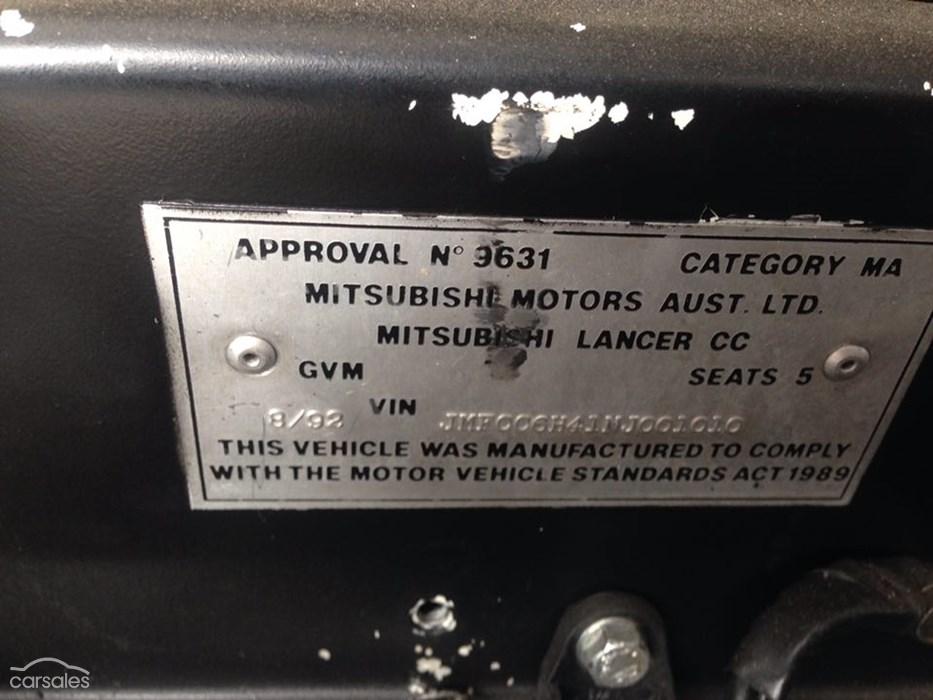 APPROVAL Nº 9631 CATEGORY MA
MITSUBISHI MOTORS AUST. LTD.
MITSUBISHI LANCER CC
GVM SEATS 5
8/92 VIN JMFCC6H41NJ001010
THIS VEHICLE WAS MANUFACTURED TO COMPLY
WITH THE MOTOR VEHICLE STANDARDS ACT 1989
carsales